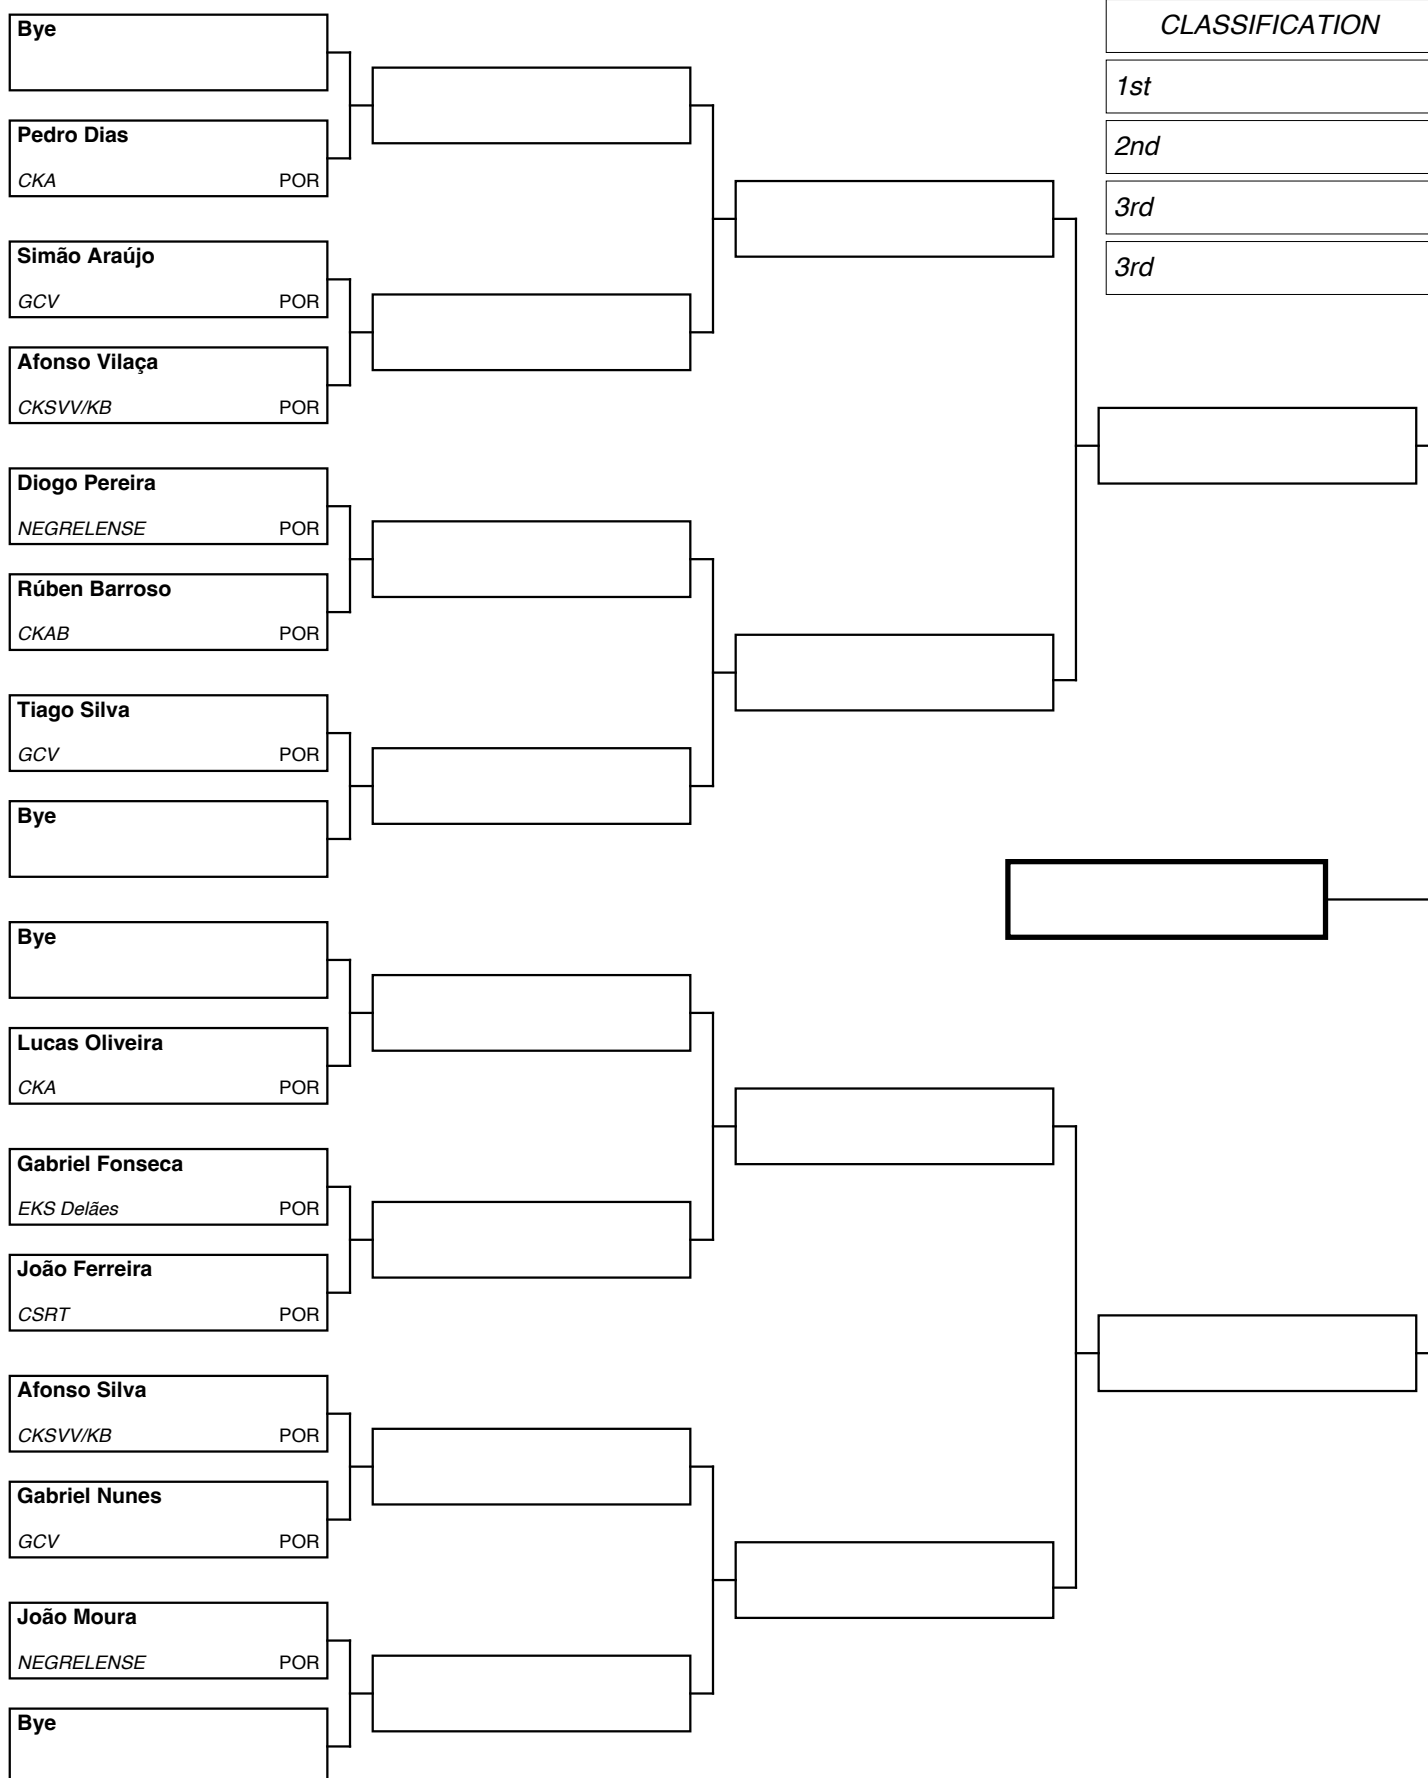 Bye
Pedro Dias
CKA POR
Simão Araújo
GCV POR
Afonso Vilaça
CKSVV/KB POR
Diogo Pereira
NEGRELENSE POR
Rúben Barroso
CKAB POR
Tiago Silva
GCV POR
Bye
Bye
Lucas Oliveira
CKA POR
Gabriel Fonseca
EKS Delães POR
João Ferreira
CSRT POR
Afonso Silva
CKSVV/KB POR
Gabriel Nunes
GCV POR
João Moura
NEGRELENSE POR
Bye
CLASSIFICATION
1st
2nd
3rd
3rd